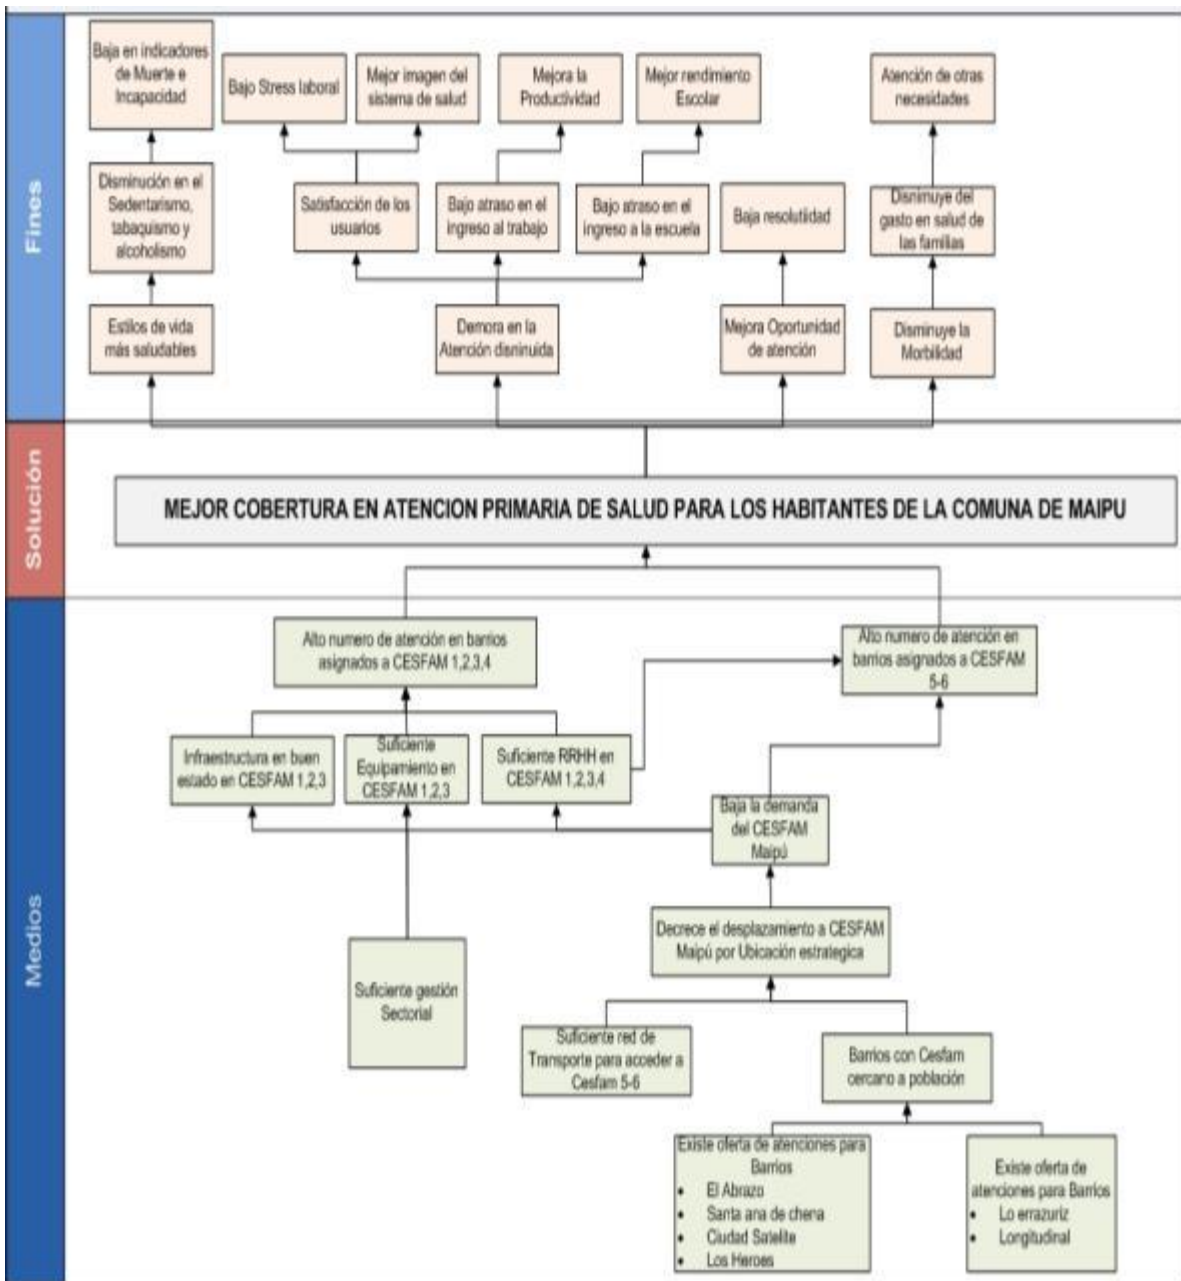 Fines
Baja en indicadores
de Muerte e
Incapacidad
Bajo Stress laboral
Mejor imagen del
sistema de salud
Mejora la
Productividad
Mejor rendimiento
Escolar
Atención de otras
necesidades
Disminución en el
Sedentarismo,
tabaquismo y
alcoholismo
Satisfacción de los
usuarios
Bajo atraso en el
ingreso al trabajo
Bajo atraso en el
ingreso a la escuela
Baja resolutiidad
Disminuye del
gasto en salud de
las familias
Estilos de vida
más saludables
Demora en la
Atención disninuida
Mejora Oportunidad
de atención
Disminuye la
Morbilidad
Solución
MEJOR COBERTURA EN ATENCION PRIMARIA DE SALUD PARA LOS HABITANTES DE LA COMUNA DE MAIPU
Medios
Alto numero de atención en barrios
asignados a CESFAM 1,2,3,4
Alto numero de atención en
barrios asignados a CESFAM
5-6
Infraestructura en buen
estado en CESFAM 1,2,3
Suficiente
Equipamiento en
CESFAM 1,2,3
Suficiente RRHH en
CESFAM 1,2,3,4
Baja la demanda
del CESFAM
Maipú
Decrece el desplazamiento a CESFAM
Maipú por Ubicación estrategica
Suficiente gestión
Sectorial
Suficiente red de
Transporte para acceder a
Cesfam 5-6
Barrios con Cesfam
cercano a población
Existe oferta de atenciones para
Barrios
• El Abrazo
• Santa ana de chena
• Ciudad Satelite
• Los Heroes
Existe oferta de
atenciones para Barrios
• Lo errazuriz
• Longitudinal